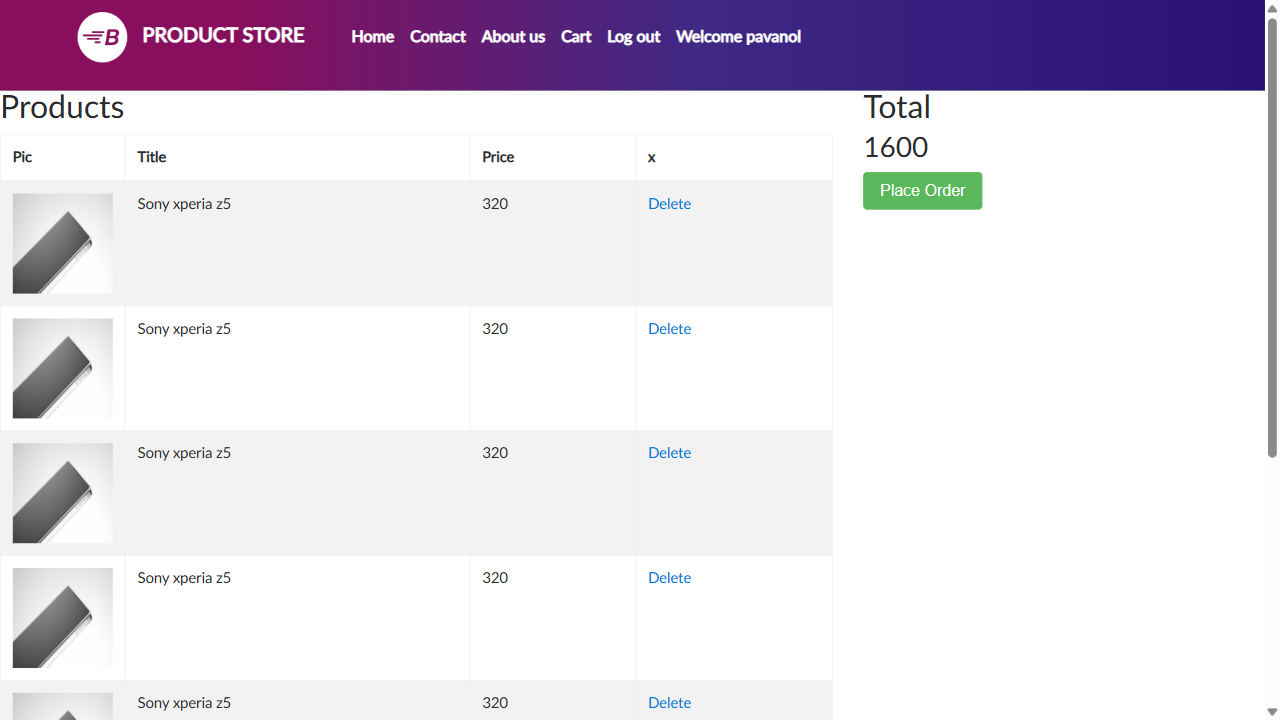 B PRODUCT STORE Home Contact About us Cart Log out Welcome pavanol
Products
Pic Title Price x
Sony xperia z5 320 Delete
Sony xperia z5 320 Delete
Sony xperia z5 320 Delete
Sony xperia z5 320 Delete
Sony xperia z5 320 Delete
Total
1600
Place Order